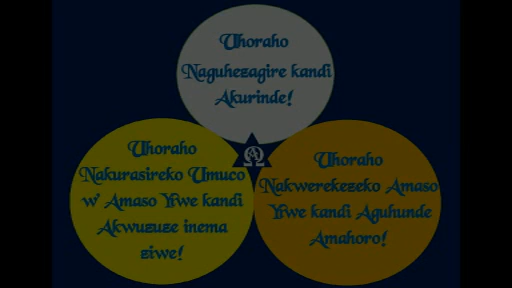 Uhoraho
Naguhezagire kandi
Akurinde!
Uhoraho
Nakurasireko Umuco
w' Amaso Yiwe kandi
Akwuzuze inema
ziwe!
Uhoraho
Nakwerekezeko Amaso
Yiwe kandi Aguhunde
Amahoro!